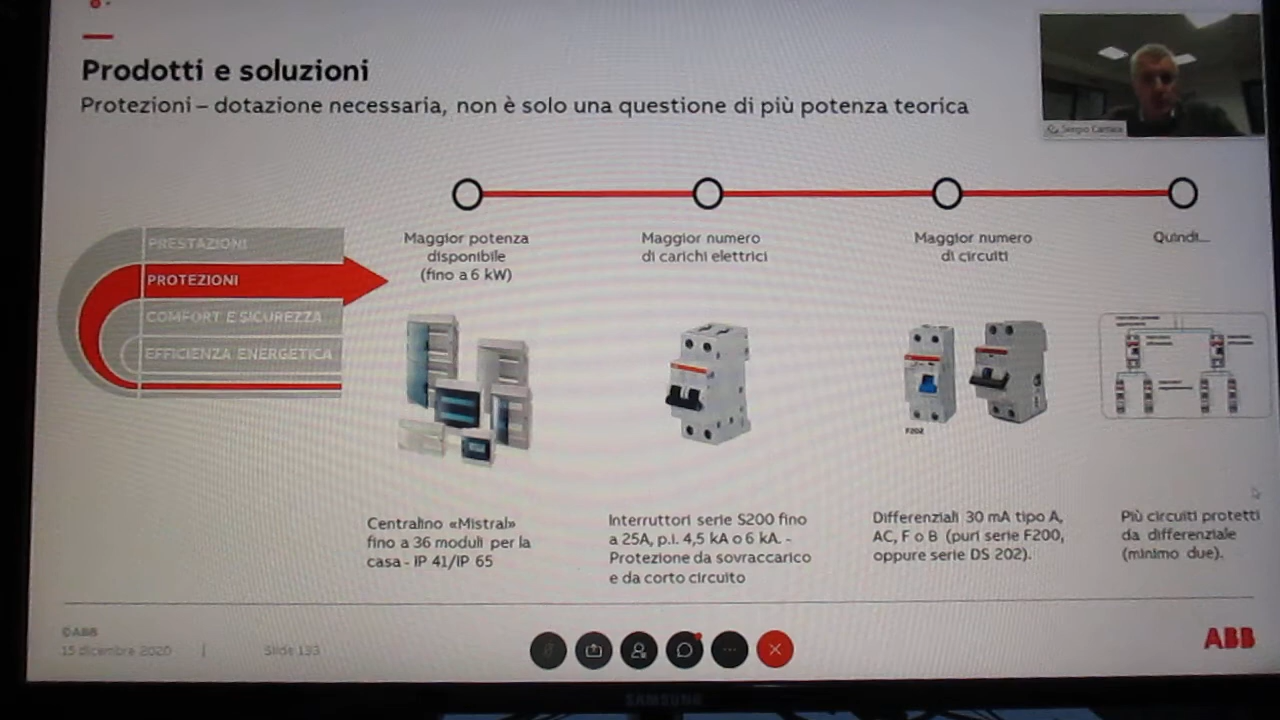 Prodotti e soluzioni
Protezioni – dotazione necessaria, non è solo una questione di più potenza teorica
Sergio
PRESTAZIONI
PROTEZIONI
COMFORT E SICUREZZA
EFFICIENZA ENERGETICA
Maggior potenza
disponibile
(fino a 6 kW)
Maggior numero
di carichi elettrici
Maggior numero
di circuiti
Quindi...
F202
Centralino «Mistral»
fino a 36 moduli per la
casa - IP 41/IP 65
Interruttori serie S200 fino
a 25A, p.i. 4,5 kA o 6 kA. -
Protezione da sovraccarico
e da corto circuito
Differenziali 30 mA tipo A,
AC, F o B (puri serie F200,
oppure serie DS 202).
Più circuiti protetti
da differenziale
(minimo due).
©ABB
15 dicembre 2020 | Slide 133
ABB
SAMSUNG